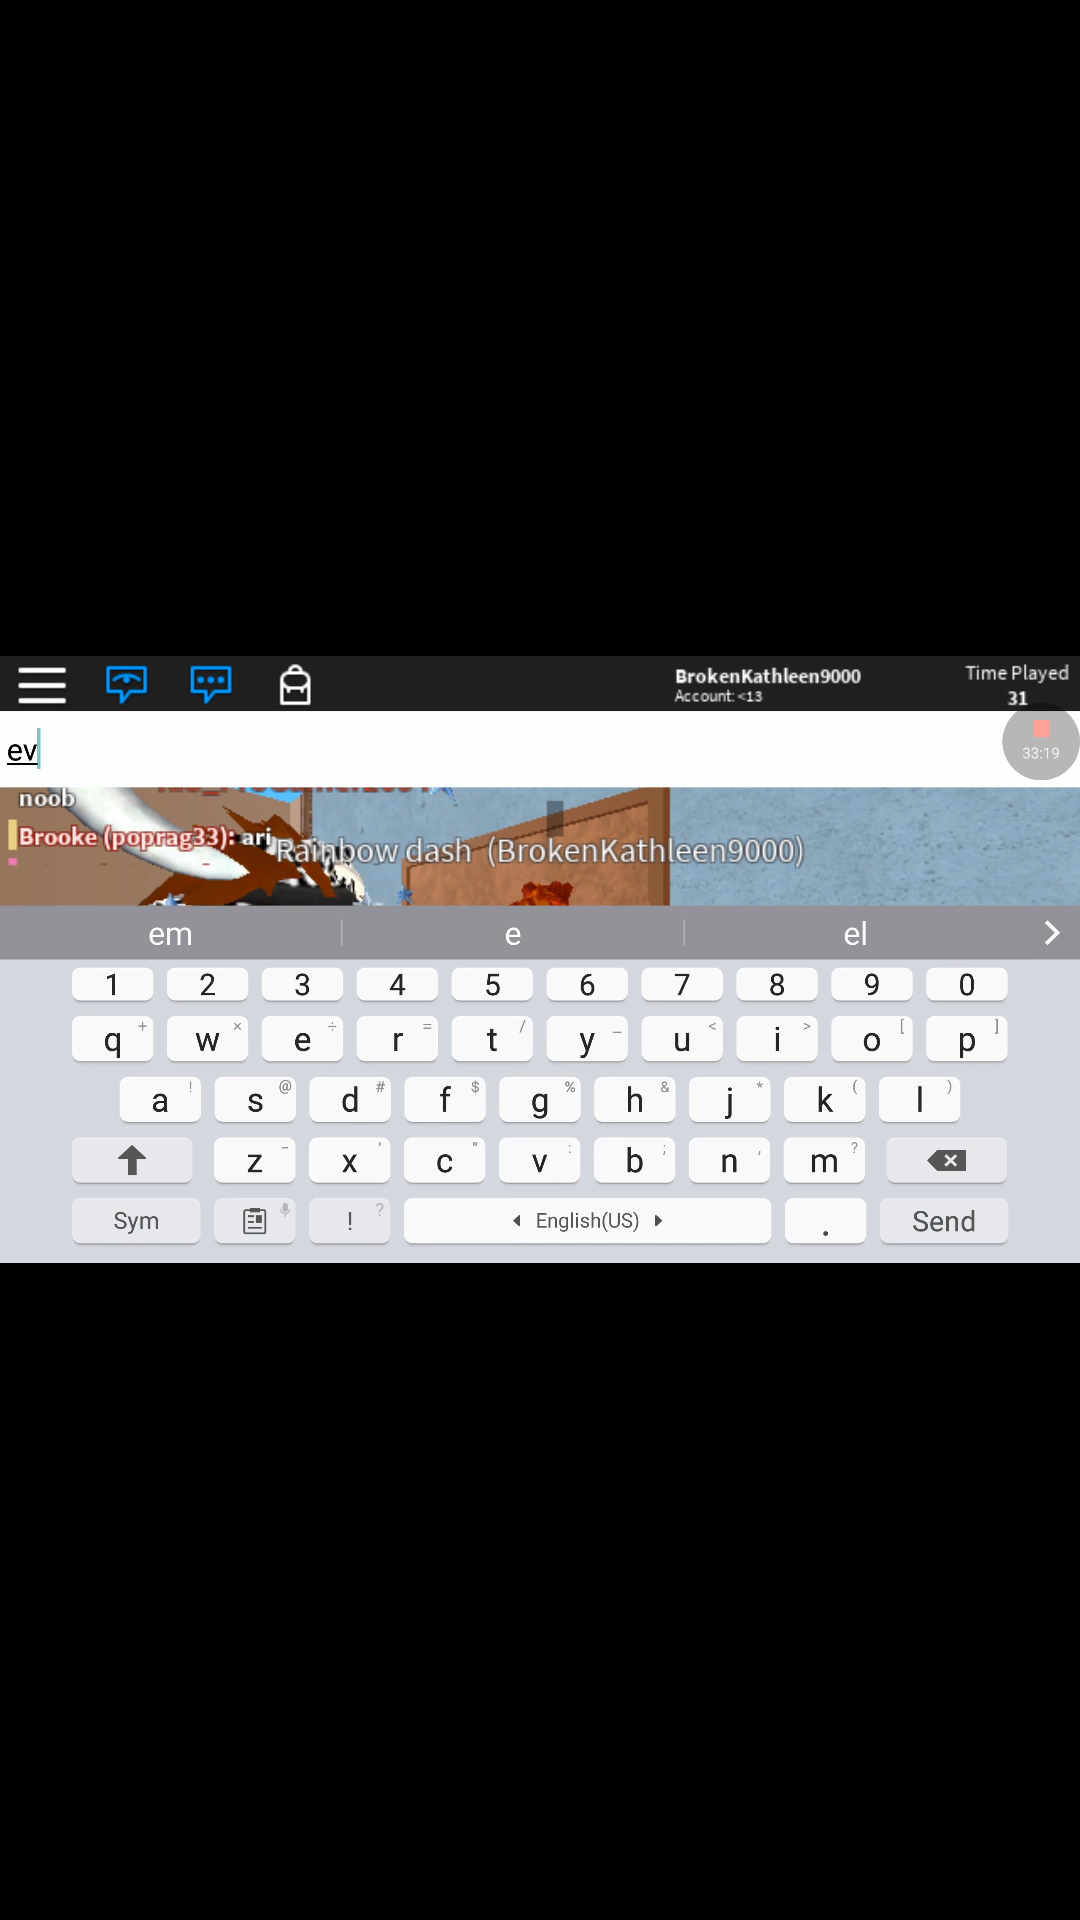 BrokenKathleen9000
Account: <13
Time Played
31
33:19
ev
noob
Brooke (poprag33): ari
Rainbow dash (BrokenKathleen9000)
em e el
1 2 3 4 5 6 7 8 9 0
q + w × e ÷ r = t / y _ u < i > o [ p ]
a ! s @ d # f $ g % h & j * k ( l )
z - x ' c " v : b ; n , m ?
Sym ! ? English(US) . Send